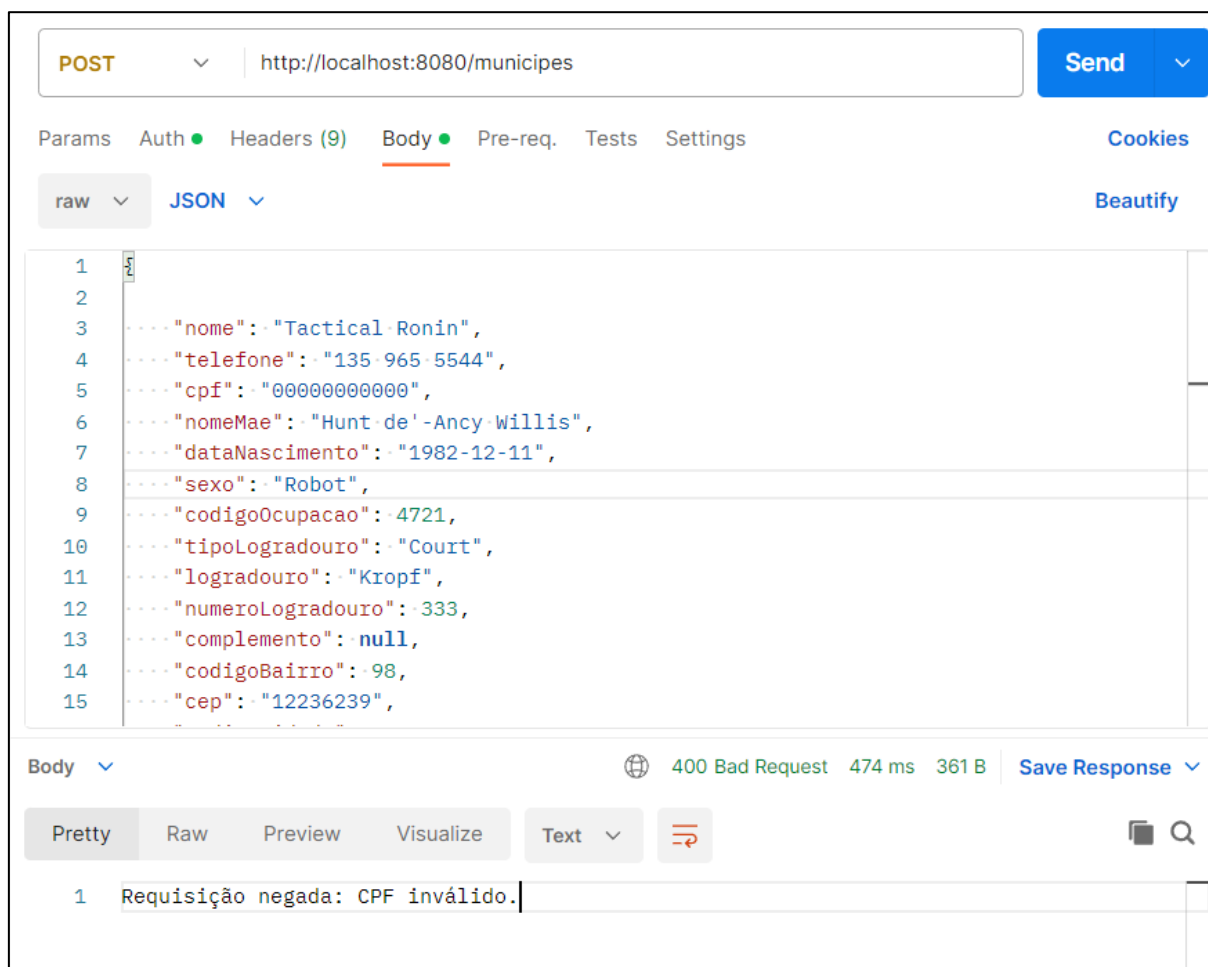 POST http://localhost:8080/municipes Send
Params Auth Headers (9) Body Pre-req. Tests Settings Cookies
raw JSON Beautify
1 {
2
3 "nome": "Tactical Ronin",
4 "telefone": "135 965 5544",
5 "cpf": "00000000000",
6 "nomeMae": "Hunt de'-Ancy Willis",
7 "dataNascimento": "1982-12-11",
8 "sexo": "Robot",
9 "codigoOcupacao": 4721,
10 "tipoLogradouro": "Court",
11 "logradouro": "Kropf",
12 "numeroLogradouro": 333,
13 "complemento": null,
14 "codigoBairro": 98,
15 "cep": "12236239",
Body 400 Bad Request 474 ms 361 B Save Response
Pretty Raw Preview Visualize Text
1 Requisição negada: CPF inválido.